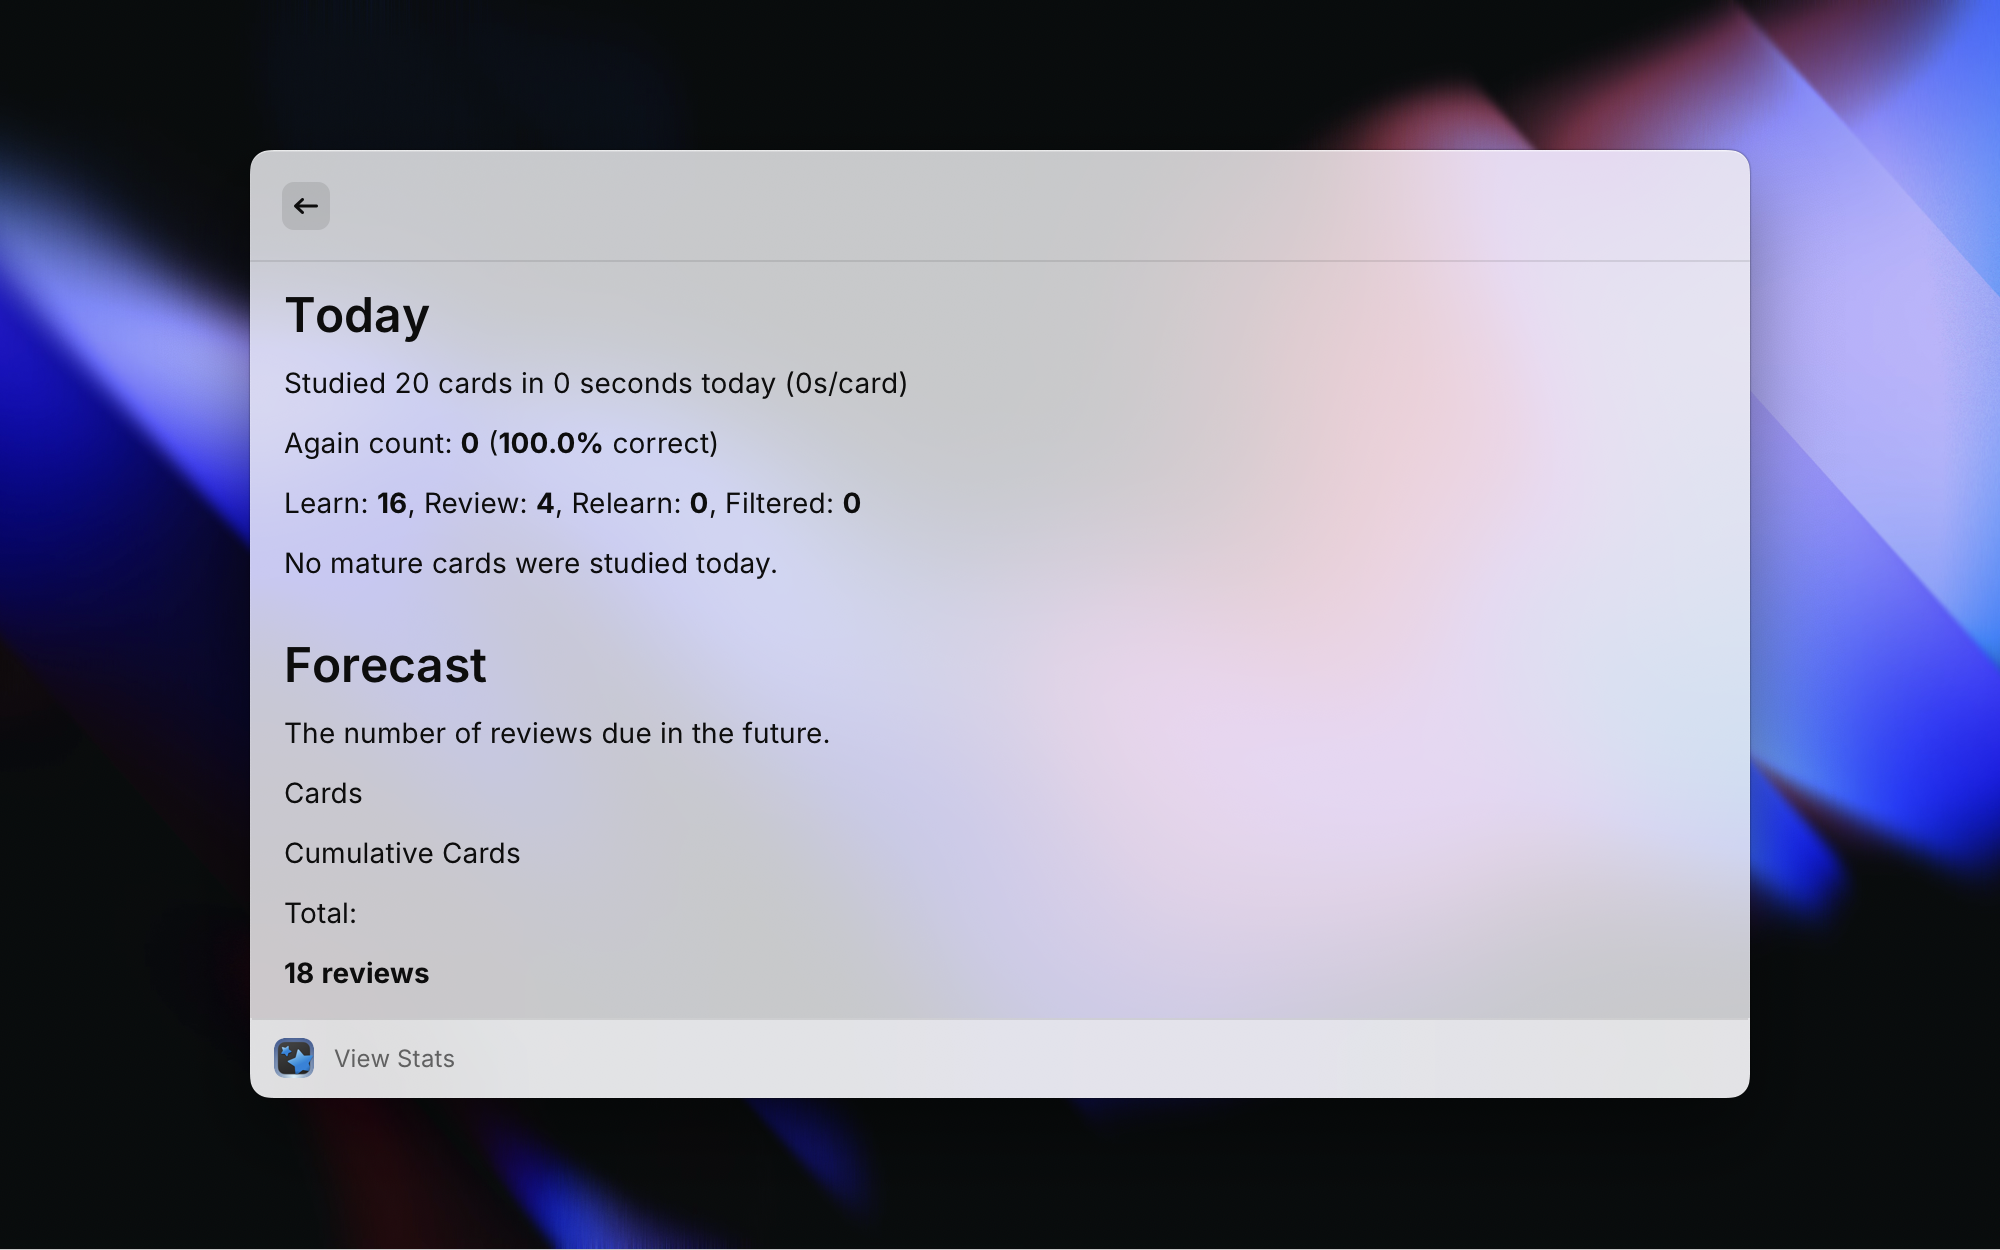 Today
Studied 20 cards in 0 seconds today (0s/card)
Again count: 0 (100.0% correct)
Learn: 16, Review: 4, Relearn: 0, Filtered: 0
No mature cards were studied today.
Forecast
The number of reviews due in the future.
Cards
Cumulative Cards
Total:
18 reviews
View Stats